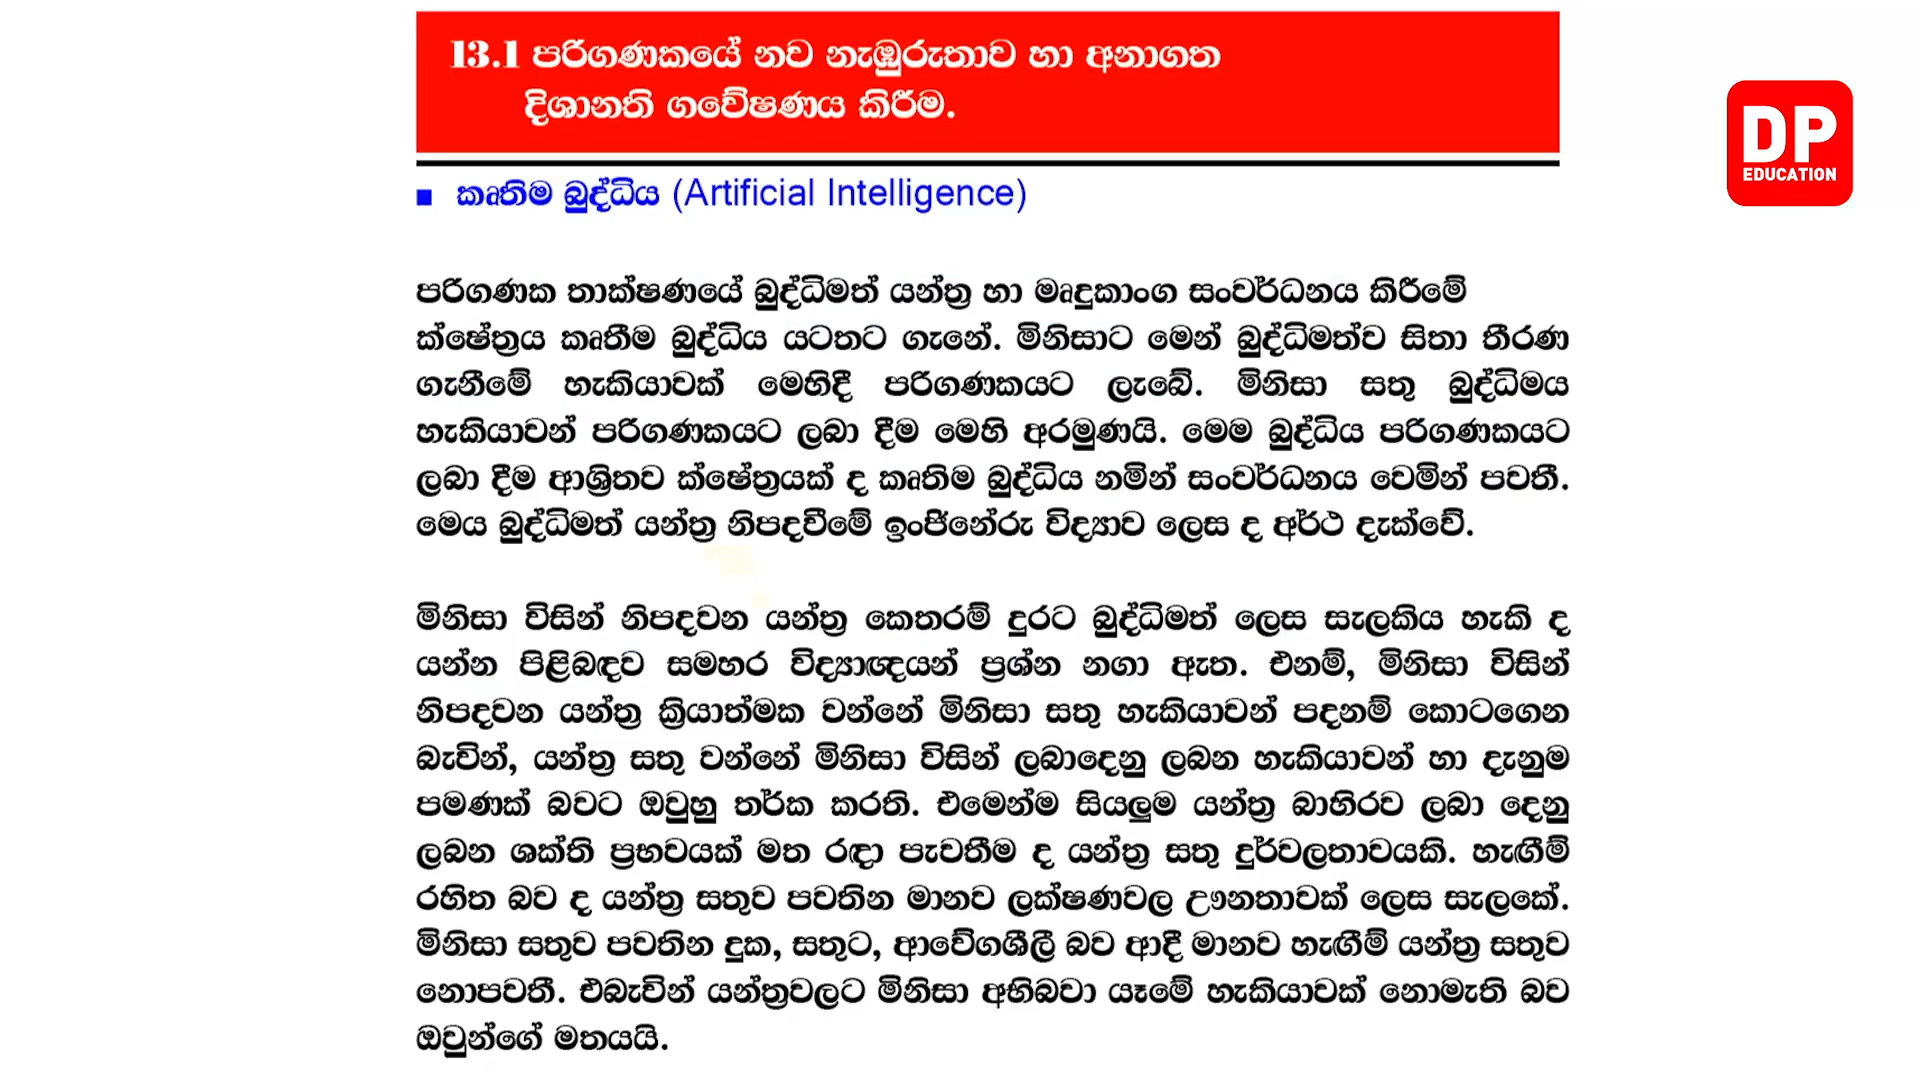 13.1 පරිගණකයේ නව නැඹුරුතාව හා අනාගත
දිශානති ගවේෂණය කිරීම.
DP
EDUCATION
■ කෘතිම බුද්ධිය (Artificial Intelligence)
පරිගණක තාක්ෂණයේ බුද්ධිමත් යන්ත්‍ර හා මෘදුකාංග සංවර්ධනය කිරීමේ
ක්ෂේත්‍රය කෘතීම බුද්ධිය යටතට ගැනේ. මිනිසාට මෙන් බුද්ධිමත්ව සිතා තීරණ
ගැනීමේ හැකියාවක් මෙහිදී පරිගණකයට ලැබේ. මිනිසා සතු බුද්ධිමය
හැකියාවන් පරිගණකයට ලබා දීම මෙහි අරමුණයි. මෙම බුද්ධිය පරිගණකයට
ලබා දීම ආශ්‍රිතව ක්ෂේත්‍රයක් ද කෘතිම බුද්ධිය නමින් සංවර්ධනය වෙමින් පවතී.
මෙය බුද්ධිමත් යන්ත්‍ර නිපදවීමේ ඉංජිනේරු විද්‍යාව ලෙස ද අර්ථ දැක්වේ.
මිනිසා විසින් නිපදවන යන්ත්‍ර කෙතරම් දුරට බුද්ධිමත් ලෙස සැලකිය හැකි ද
යන්න පිළිබඳව සමහර විද්‍යාඥයන් ප්‍රශ්න නගා ඇත. එනම්, මිනිසා විසින්
නිපදවන යන්ත්‍ර ක්‍රියාත්මක වන්නේ මිනිසා සතු හැකියාවන් පදනම් කොටගෙන
බැවින්, යන්ත්‍ර සතු වන්නේ මිනිසා විසින් ලබාදෙනු ලබන හැකියාවන් හා දැනුම
පමණක් බවට ඔවුහු තර්ක කරති. එමෙන්ම සියලුම යන්ත්‍ර බාහිරව ලබා දෙනු
ලබන ශක්ති ප්‍රභවයක් මත රඳා පැවතීම ද යන්ත්‍ර සතු දුර්වලතාවයකි. හැඟීම්
රහිත බව ද යන්ත්‍ර සතුව පවතින මානව ලක්ෂණවල ඌනතාවක් ලෙස සැලකේ.
මිනිසා සතුව පවතින දුක, සතුට, ආවේගශීලී බව ආදී මානව හැඟීම් යන්ත්‍ර සතුව
නොපවතී. එබැවින් යන්ත්‍රවලට මිනිසා අභිබවා යෑමේ හැකියාවක් නොමැති බව
ඔවුන්ගේ මතයයි.